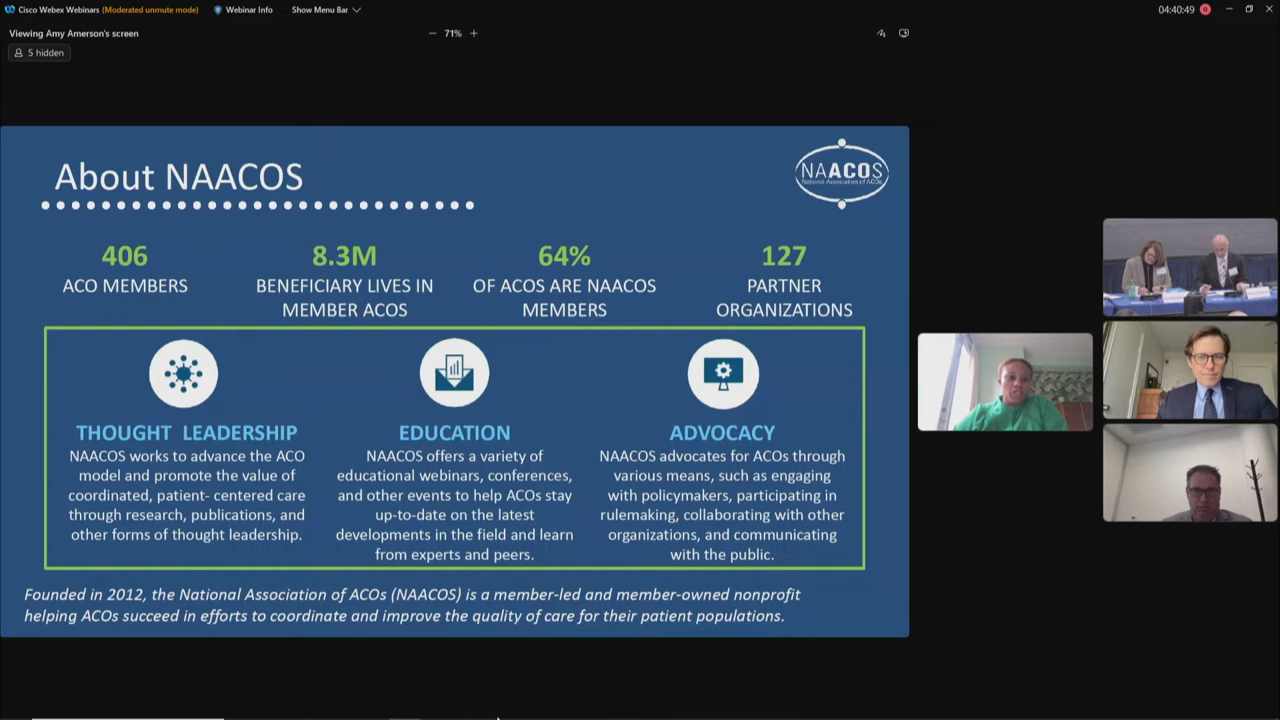 Cisco Webex Webinars (Moderated unmute mode)
Webinar Info
Show Menu Bar
04:40:49
Viewing Amy Amerson's screen
71%
5 hidden
About NAACOS
NAACOS
National Association of ACOs
406
ACO MEMBERS
8.3M
BENEFICIARY LIVES IN
MEMBER ACOS
64%
OF ACOS ARE NAACOS
MEMBERS
127
PARTNER
ORGANIZATIONS
THOUGHT LEADERSHIP
NAACOS works to advance the ACO
model and promote the value of
coordinated, patient- centered care
through research, publications, and
other forms of thought leadership.
EDUCATION
NAACOS offers a variety of
educational webinars, conferences,
and other events to help ACOs stay
up-to-date on the latest
developments in the field and learn
from experts and peers.
ADVOCACY
NAACOS advocates for ACOs through
various means, such as engaging
with policymakers, participating in
rulemaking, collaborating with other
organizations, and communicating
with the public.
Founded in 2012, the National Association of ACOs (NAACOS) is a member-led and member-owned nonprofit
helping ACOs succeed in efforts to coordinate and improve the quality of care for their patient populations.